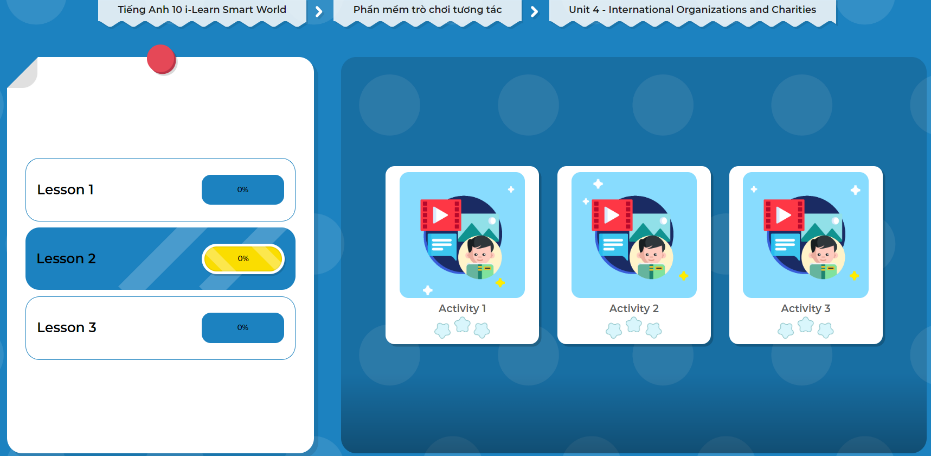 Tiếng Anh 10 i-Learn Smart World
Phần mềm trò chơi tương tác
Unit 4 - International Organizations and Charities
Lesson 1
0%
Lesson 2
0%
Lesson 3
0%
Activity 1
Activity 2
Activity 3